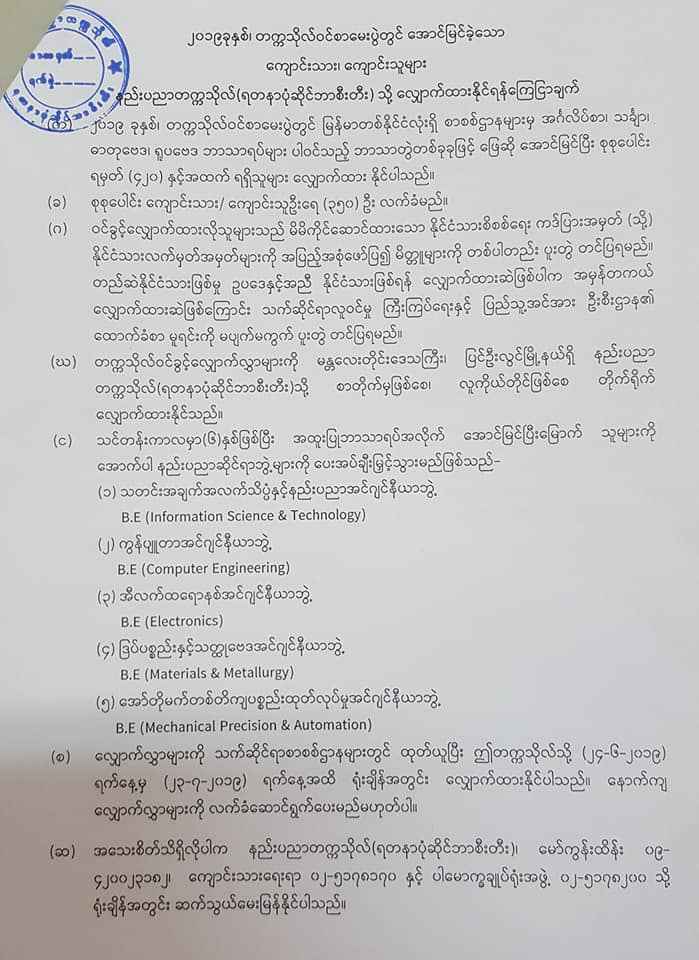 ၂၀၁၉ခုနှစ်၊ တက္ကသိုလ်ဝင်စာမေးပွဲတွင် အောင်မြင်ခဲ့သော
ကျောင်းသား၊ ကျောင်းသူများ
နည်းပညာတက္ကသိုလ်(ရတနာပုံဆိုင်ဘာစီးတီး) သို့ လျှောက်ထားနိုင်ရန်ကြေငြာချက်
(က) ၂၀၁၉ ခုနှစ်၊ တက္ကသိုလ်ဝင်စာမေးပွဲတွင် မြန်မာတစ်နိုင်ငံလုံးရှိ စာစစ်ဌာနများမှ အင်္ဂလိပ်စာ၊ သင်္ချာ၊
ဓာတုဗေဒ၊ ရူပဗေဒ ဘာသာရပ်များ ပါဝင်သည့် ဘာသာတွဲတစ်ခုခုဖြင့် ဖြေဆို အောင်မြင်ပြီး စုစုပေါင်း
ရမှတ် (၄၂၀) နှင့်အထက် ရရှိသူများ လျှောက်ထား နိုင်ပါသည်။
(ခ) စုစုပေါင်း ကျောင်းသား/ ကျောင်းသူဦးရေ (၃၅၀) ဦး လက်ခံမည်။
(ဂ) ဝင်ခွင့်လျှောက်ထားလိုသူများသည် မိမိကိုင်ဆောင်ထားသော နိုင်ငံသားစိစစ်ရေး ကဒ်ပြားအမှတ် (သို့)
နိုင်ငံသားလက်မှတ်အမှတ်များကို အပြည့်အစုံဖော်ပြ၍ မိတ္တူများကို တစ်ပါတည်း ပူးတွဲ တင်ပြရမည်။
တည်ဆဲနိုင်ငံသားဖြစ်မှု ဥပဒေနှင့်အညီ နိုင်ငံသားဖြစ်ရန် လျှောက်ထားဆဲဖြစ်ပါက အမှန်တကယ်
လျှောက်ထားဆဲဖြစ်ကြောင်း သက်ဆိုင်ရာလူဝင်မှု ကြီးကြပ်ရေးနှင့် ပြည်သူ့အင်အား ဦးစီးဌာန၏
ထောက်ခံစာ မူရင်းကို မပျက်မကွက် ပူးတွဲ တင်ပြရမည်။
(ဃ) တက္ကသိုလ်ဝင်ခွင့်လျှောက်လွှာများကို မန္တလေးတိုင်းဒေသကြီး၊ ပြင်ဦးလွင်မြို့နယ်ရှိ နည်းပညာ
တက္ကသိုလ်(ရတနာပုံဆိုင်ဘာစီးတီး)သို့ စာတိုက်မှဖြစ်စေ၊ လူကိုယ်တိုင်ဖြစ်စေ တိုက်ရိုက်
လျှောက်ထားနိုင်သည်။
(င) သင်တန်းကာလမှာ(၆)နှစ်ဖြစ်ပြီး အထူးပြုဘာသာရပ်အလိုက် အောင်မြင်ပြီးမြောက် သူများကို
အောက်ပါ နည်းပညာဆိုင်ရာဘွဲ့များကို ပေးအပ်ချီးမြှင့်သွားမည်ဖြစ်သည်-
(၁) သတင်းအချက်အလက်သိပ္ပံနှင့်နည်းပညာအင်ဂျင်နီယာဘွဲ့
B.E (Information Science & Technology)
(၂) ကွန်ပျူတာအင်ဂျင်နီယာဘွဲ့
B.E (Computer Engineering)
(၃) အီလက်ထရောနစ်အင်ဂျင်နီယာဘွဲ့
B.E (Electronics)
(၄) ဒြပ်ပစ္စည်းနှင့်သတ္ထုဗေဒအင်ဂျင်နီယာဘွဲ့
B.E (Materials & Metallurgy)
(၅) အော်တိုမက်တစ်တိကျပစ္စည်းထုတ်လုပ်မှုအင်ဂျင်နီယာဘွဲ့
B.E (Mechanical Precision & Automation)
(စ) လျှောက်လွှာများကို သက်ဆိုင်ရာစာစစ်ဌာနများတွင် ထုတ်ယူပြီး ဤတက္ကသိုလ်သို့ (၂၄-၆-၂၀၁၉)
ရက်နေ့မှ (၂၃-၇-၂၀၁၉) ရက်နေ့အထိ ရုံးချိန်အတွင်း လျှောက်ထားနိုင်ပါသည်။ နောက်ကျ
လျှောက်လွှာများကို လက်ခံဆောင်ရွက်ပေးမည်မဟုတ်ပါ။
(ဆ) အသေးစိတ်သိရှိလိုပါက နည်းပညာတက္ကသိုလ်(ရတနာပုံဆိုင်ဘာစီးတီး)၊ မော်ကွန်းထိန်း ၀၉-
၄၂၀၀၂၃၁၈၂၊ ကျောင်းသားရေးရာ ၀၂-၅၁၇၈၁၇၀ နှင့် ပါမောက္ခချုပ်ရုံးအဖွဲ့ ၀၂-၅၁၇၈၂၀၀ သို့
ရုံးချိန်အတွင်း ဆက်သွယ်မေးမြန်နိုင်ပါသည်။